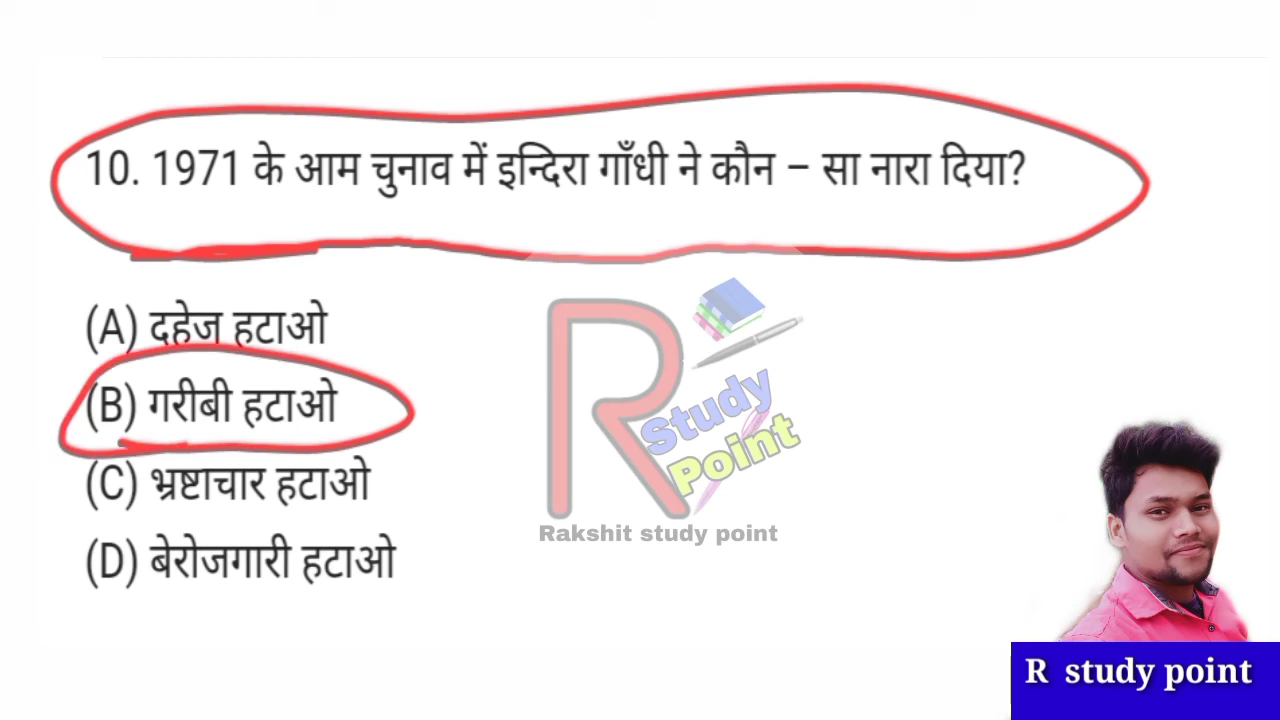 10. 1971 के आम चुनाव में इन्दिरा गाँधी ने कौन – सा नारा दिया?
(A) दहेज हटाओ
(B) गरीबी हटाओ
(C) भ्रष्टाचार हटाओ
(D) बेरोजगारी हटाओ
R
Study
Point
Rakshit study point
R study point